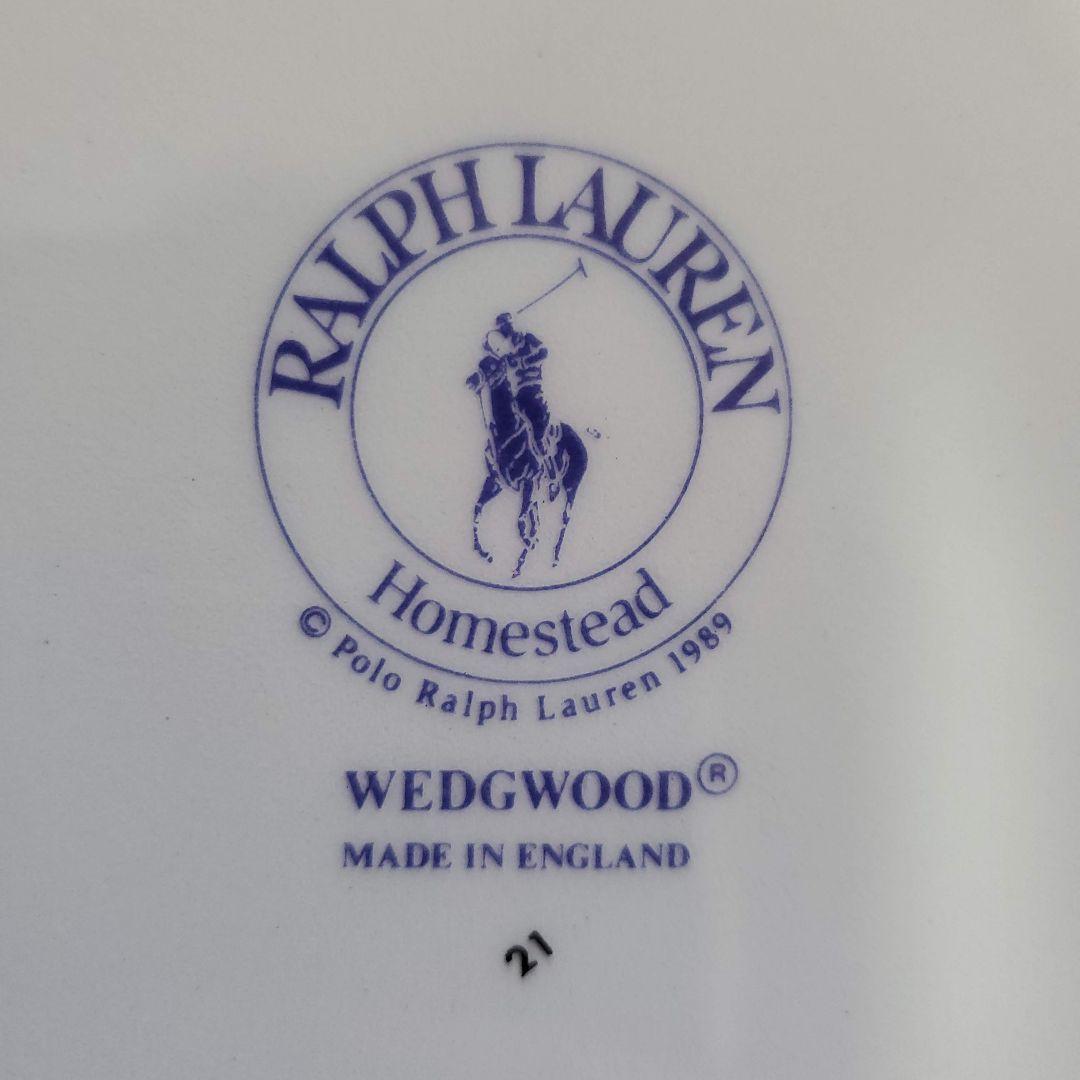 RALPH LAUREN
Homestead
© Polo Ralph Lauren 1989
WEDGWOOD®
MADE IN ENGLAND
21